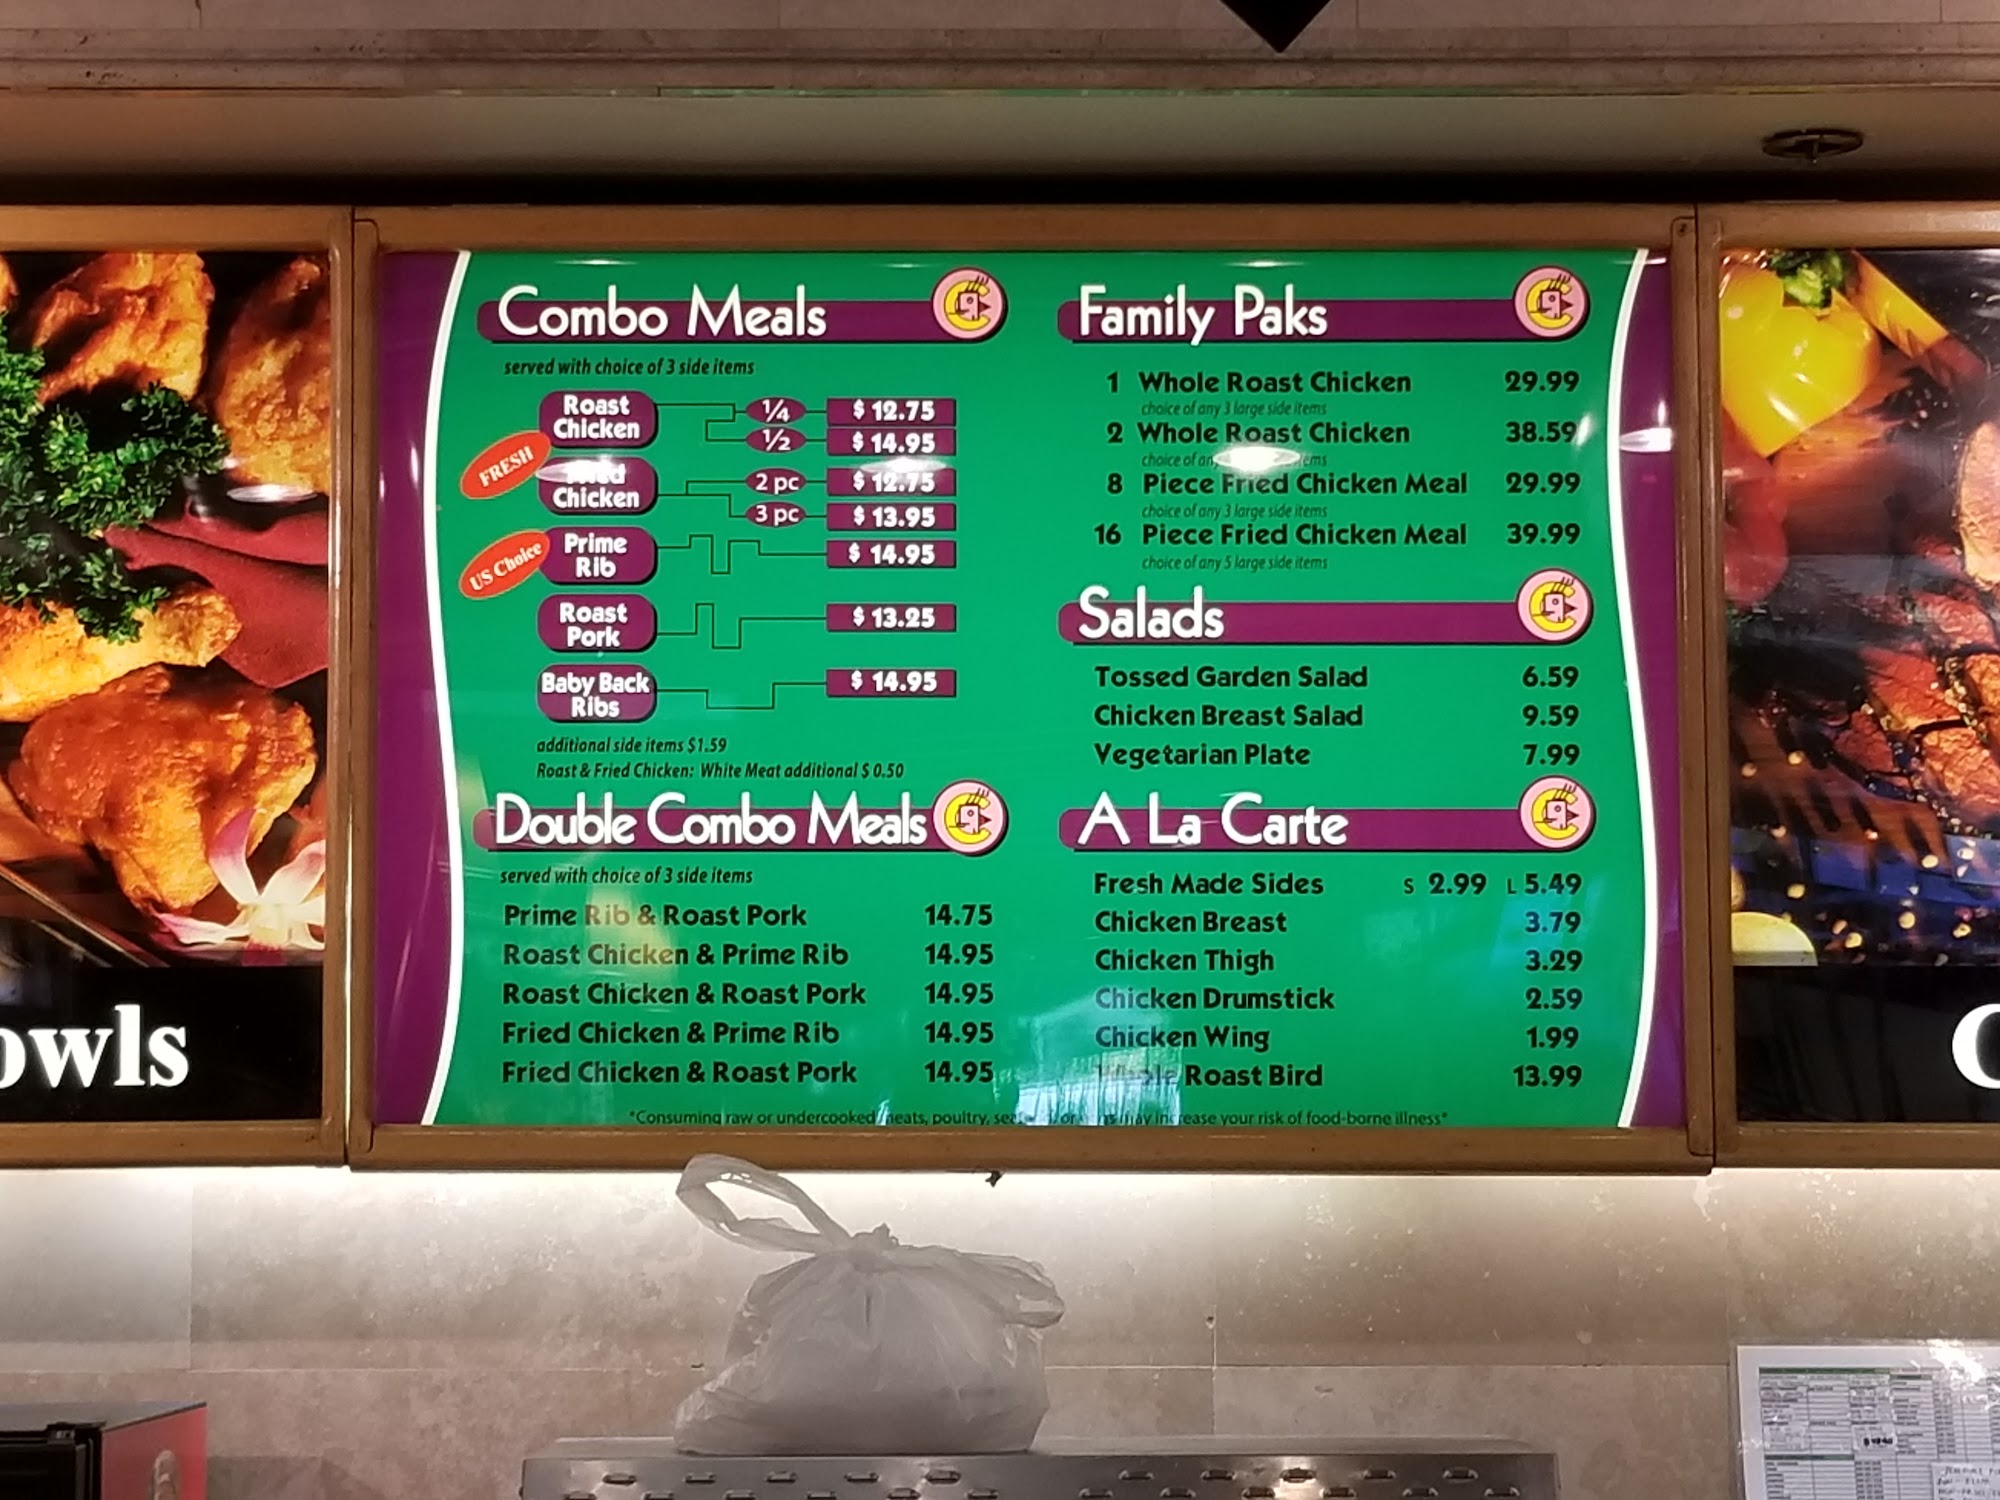 Combo Meals
served with choice of 3 side items
Roast
Chicken
1/4 $ 12.75
1/2 $ 14.95
FRESH
Chicken
2 pc $ 12.75
3 pc $ 13.95
US Choice
Prime
Rib
$ 14.95
Roast
Pork
$ 13.25
Baby Back
Ribs
$ 14.95
additional side items $1.59
Roast & Fried Chicken: White Meat additional $ 0.50
Double Combo Meals
served with choice of 3 side items
Prime Rib & Roast Pork 14.75
Roast Chicken & Prime Rib 14.95
Roast Chicken & Roast Pork 14.95
Fried Chicken & Prime Rib 14.95
Fried Chicken & Roast Pork 14.95
Family Paks
1 Whole Roast Chicken 29.99
choice of any 3 large side items
2 Whole Roast Chicken 38.59
choice of
8 Piece Fried Chicken Meal 29.99
choice of any 3 large side items
16 Piece Fried Chicken Meal 39.99
choice of any 5 large side items
Salads
Tossed Garden Salad 6.59
Chicken Breast Salad 9.59
Vegetarian Plate 7.99
A La Carte
Fresh Made Sides S 2.99 L 5.49
Chicken Breast 3.79
Chicken Thigh 3.29
Chicken Drumstick 2.59
Chicken Wing 1.99
Whole Roast Bird 13.99
*Consuming raw or undercooked meats, poultry, may increase your risk of food-borne illness*
owls